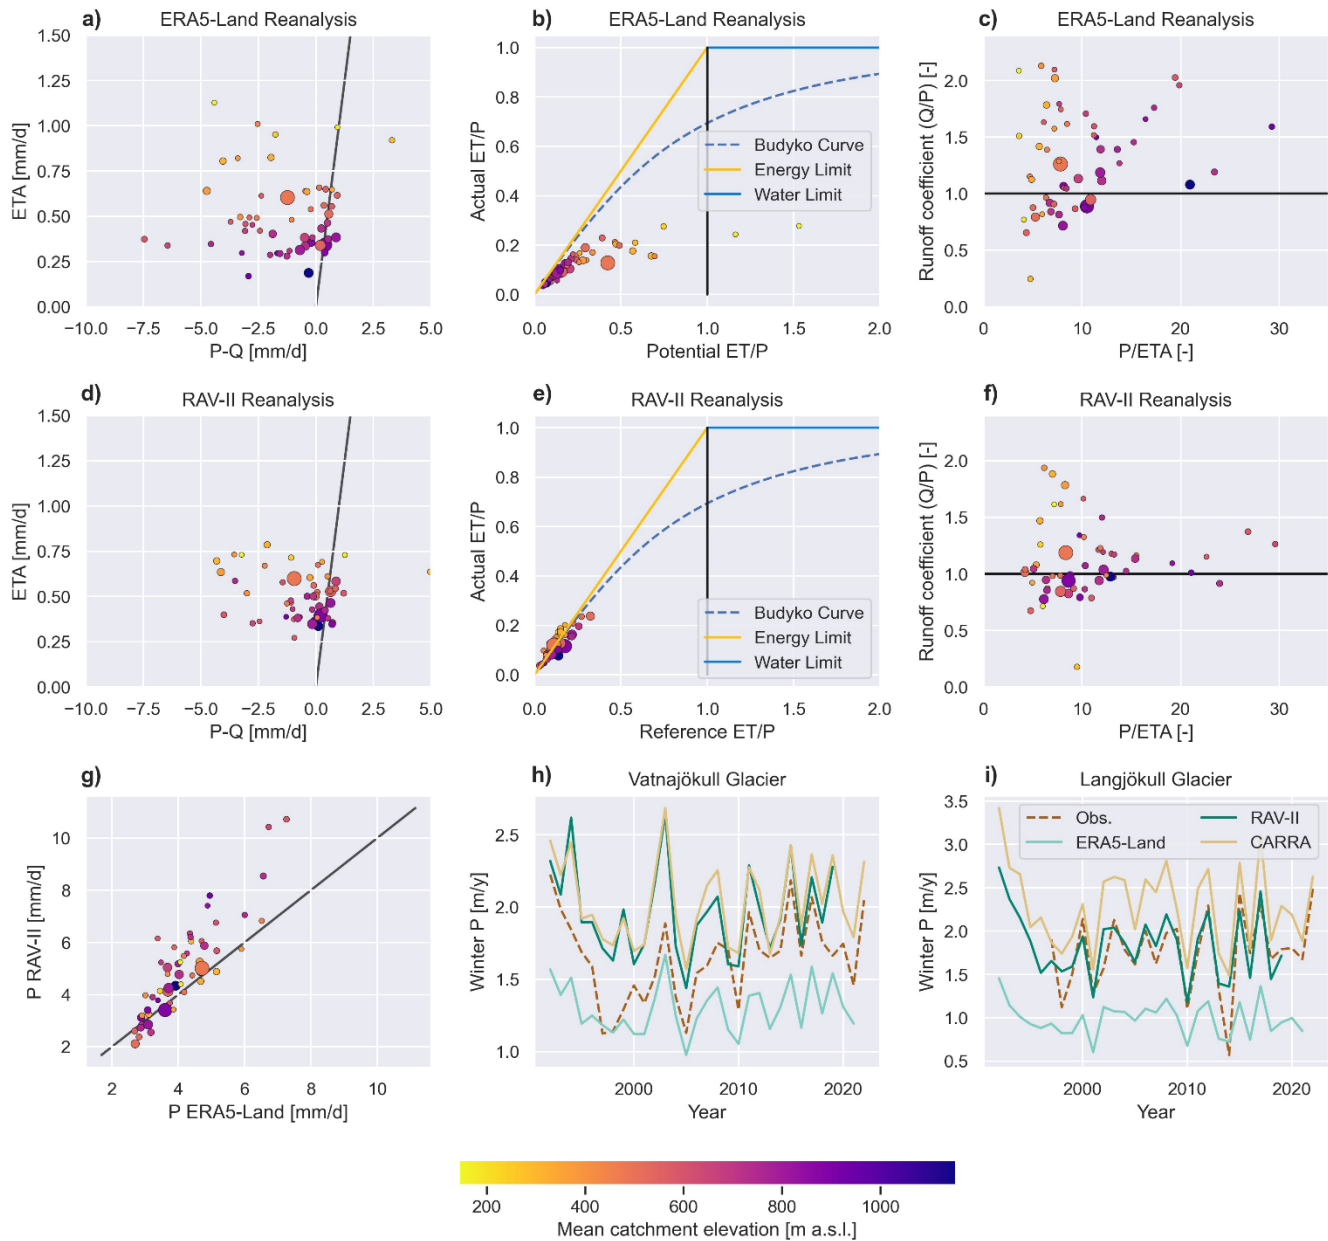 a) ERA5-Land Reanalysis
1.50
1.25
1.00
0.75
0.50
0.25
0.00
ETA [mm/d]
−10.0 −7.5 −5.0 −2.5 0.0 2.5 5.0
P-Q [mm/d]
b) ERA5-Land Reanalysis
1.0
0.8
0.6
0.4
0.2
0.0
Actual ET/P
Budyko Curve
Energy Limit
Water Limit
0.0 0.5 1.0 1.5 2.0
Potential ET/P
c) ERA5-Land Reanalysis
2.0
1.5
1.0
0.5
0.0
Runoff coefficient (Q/P) [-]
0 10 20 30
P/ETA [-]
d) RAV-II Reanalysis
1.50
1.25
1.00
0.75
0.50
0.25
0.00
ETA [mm/d]
−10.0 −7.5 −5.0 −2.5 0.0 2.5 5.0
P-Q [mm/d]
e) RAV-II Reanalysis
1.0
0.8
0.6
0.4
0.2
0.0
Actual ET/P
Budyko Curve
Energy Limit
Water Limit
0.0 0.5 1.0 1.5 2.0
Reference ET/P
f) RAV-II Reanalysis
2.0
1.5
1.0
0.5
0.0
Runoff coefficient (Q/P) [-]
0 10 20 30
P/ETA [-]
g)
10
8
6
4
2
P RAV-II [mm/d]
2 4 6 8 10
P ERA5-Land [mm/d]
h) Vatnajökull Glacier
2.5
2.0
1.5
1.0
Winter P [m/y]
2000 2010 2020
Year
i) Langjökull Glacier
3.5
3.0
2.5
2.0
1.5
1.0
0.5
Winter P [m/y]
Obs. RAV-II
ERA5-Land CARRA
2000 2010 2020
Year
200 400 600 800 1000
Mean catchment elevation [m a.s.l.]